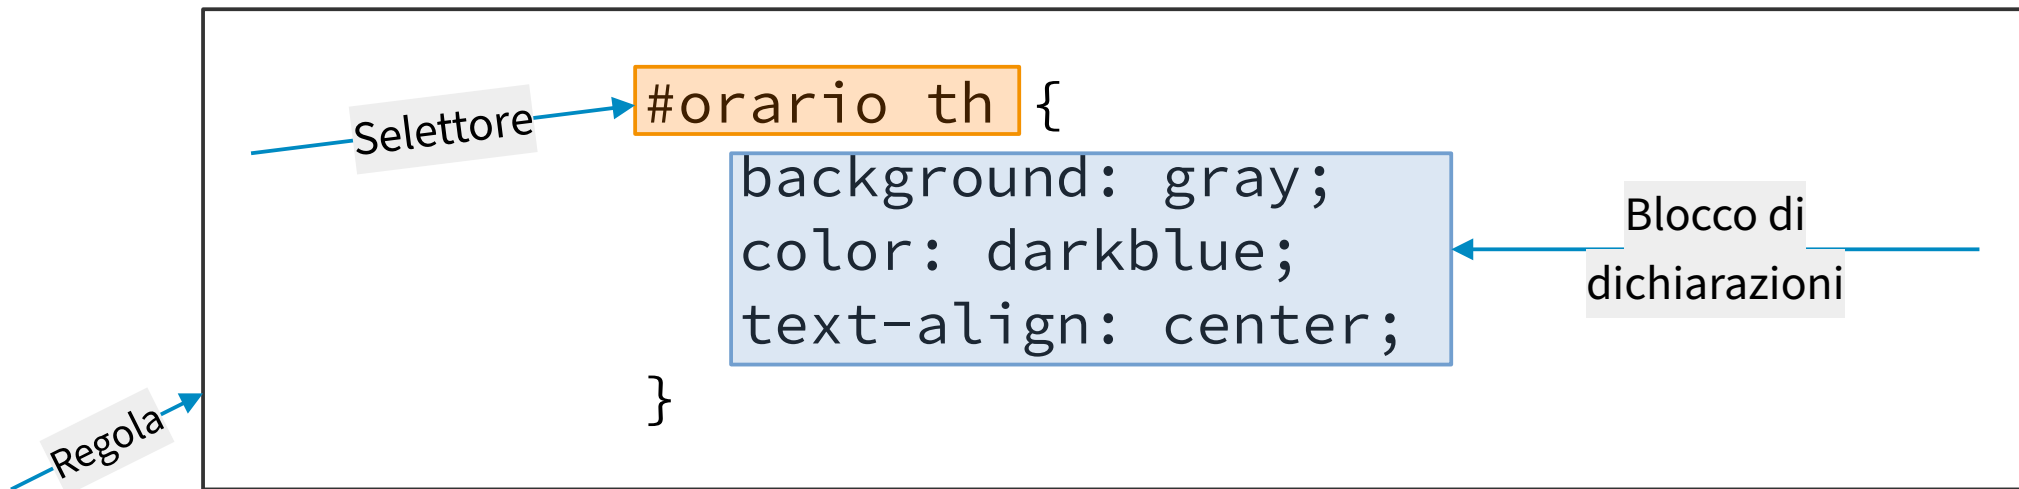 Selettore
#orario th {
background: gray;
color: darkblue;
text-align: center;
}
Blocco di
dichiarazioni
Regola